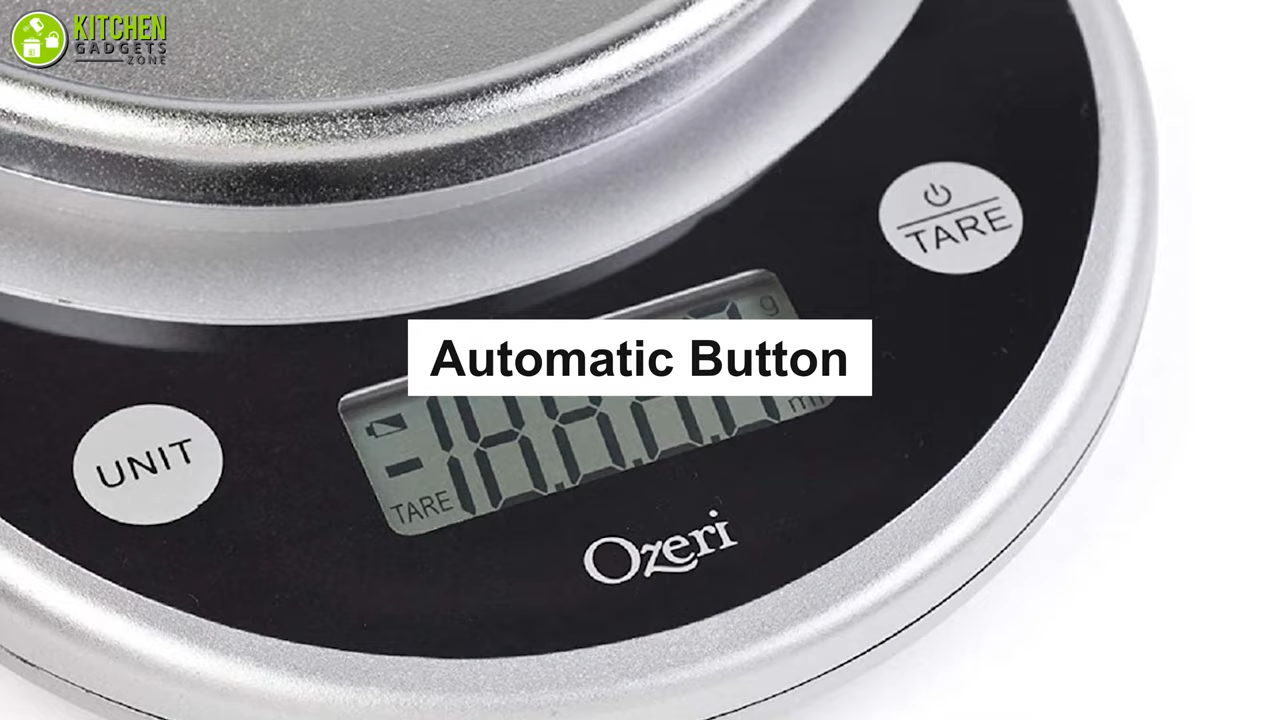 KITCHEN
GADGETS
ZONE
TARE
g
Automatic Button
UNIT
TARE
Ozeri